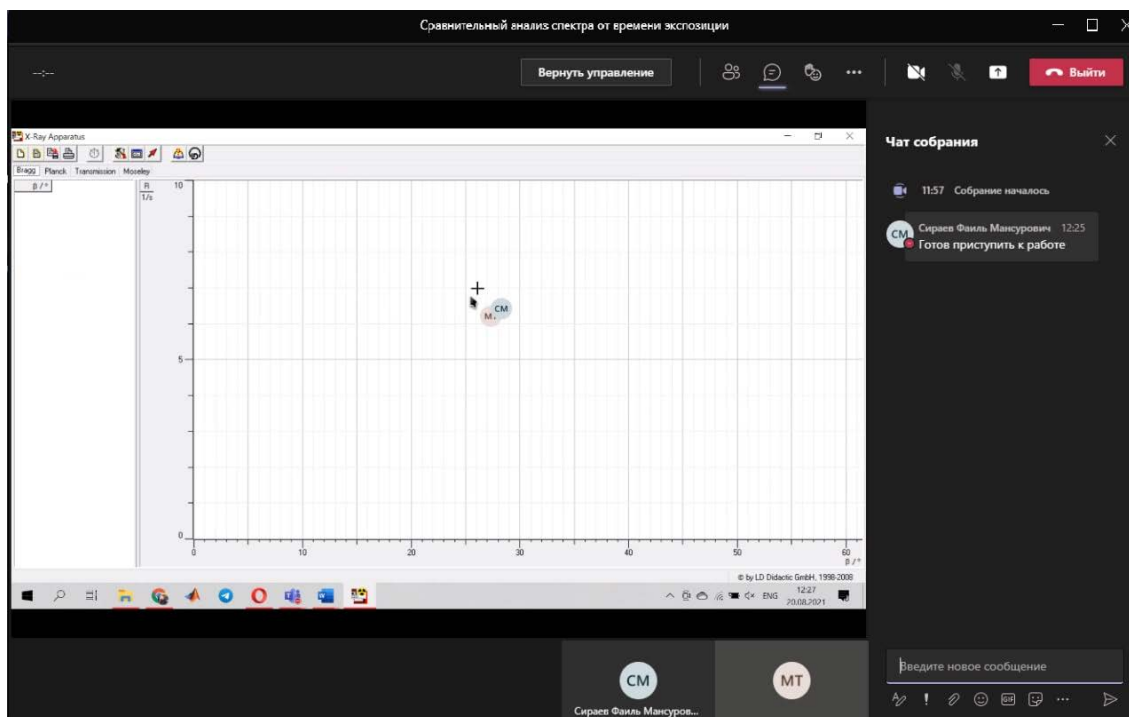 Сравнительный анализ спектра от времени экспозиции
--:--
Вернуть управление
Выйти
X-Ray Apparatus
Bragg Planck Transmission Moseley
β / °
R
1/s
10
5
0
0 10 20 30 40 50 60
β / °
© by LD Didactic GmbH, 1998-2008
ENG
12:27
20.08.2021
М.
СМ
Чат собрания
11:57 Собрание началось
СМ
Сираев Фаиль Мансурович 12:25
Готов приступить к работе
СМ
Сираев Фаиль Мансуров...
МТ
Введите новое сообщение
GIF